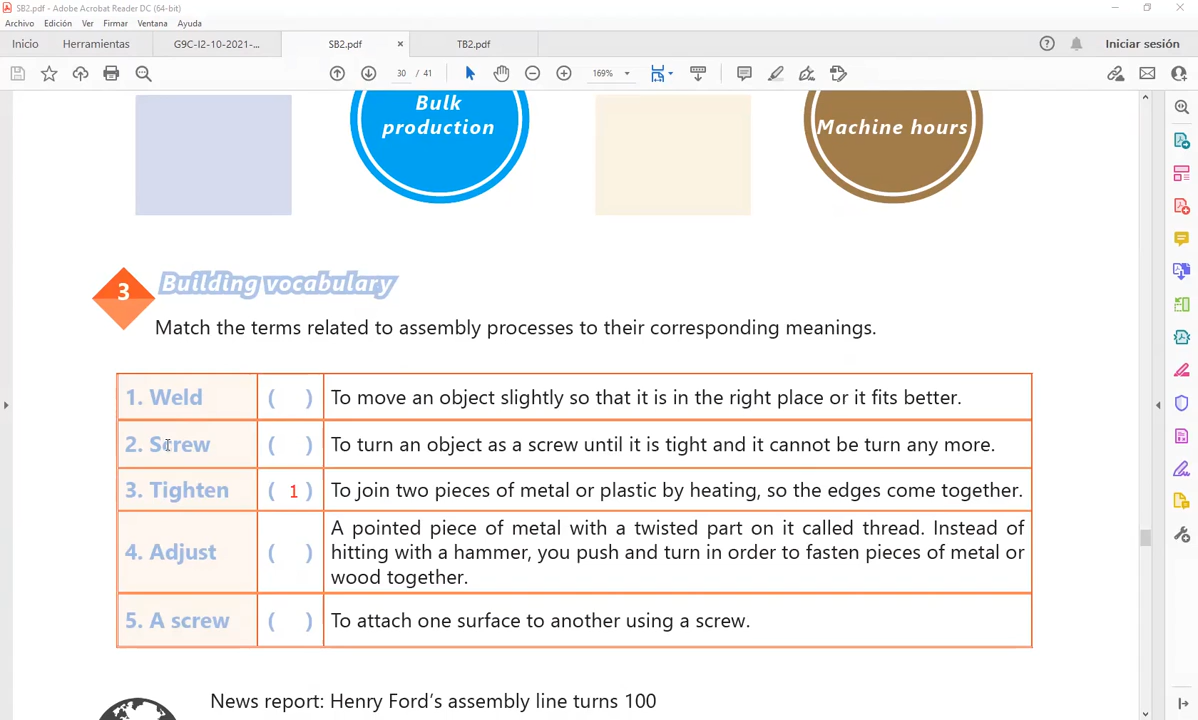 SB2.pdf - Adobe Acrobat Reader DC (64-bit)
Archivo Edición Ver Firmar Ventana Ayuda
Inicio Herramientas G9C-I2-10-2021-... SB2.pdf × TB2.pdf Iniciar sesión
30 / 41 169%
Bulk
production
Machine hours
3 Building vocabulary
Match the terms related to assembly processes to their corresponding meanings.
1. Weld ( ) To move an object slightly so that it is in the right place or it fits better.
2. Screw ( ) To turn an object as a screw until it is tight and it cannot be turn any more.
3. Tighten ( 1 ) To join two pieces of metal or plastic by heating, so the edges come together.
4. Adjust ( ) A pointed piece of metal with a twisted part on it called thread. Instead of
hitting with a hammer, you push and turn in order to fasten pieces of metal or
wood together.
5. A screw ( ) To attach one surface to another using a screw.
News report: Henry Ford’s assembly line turns 100